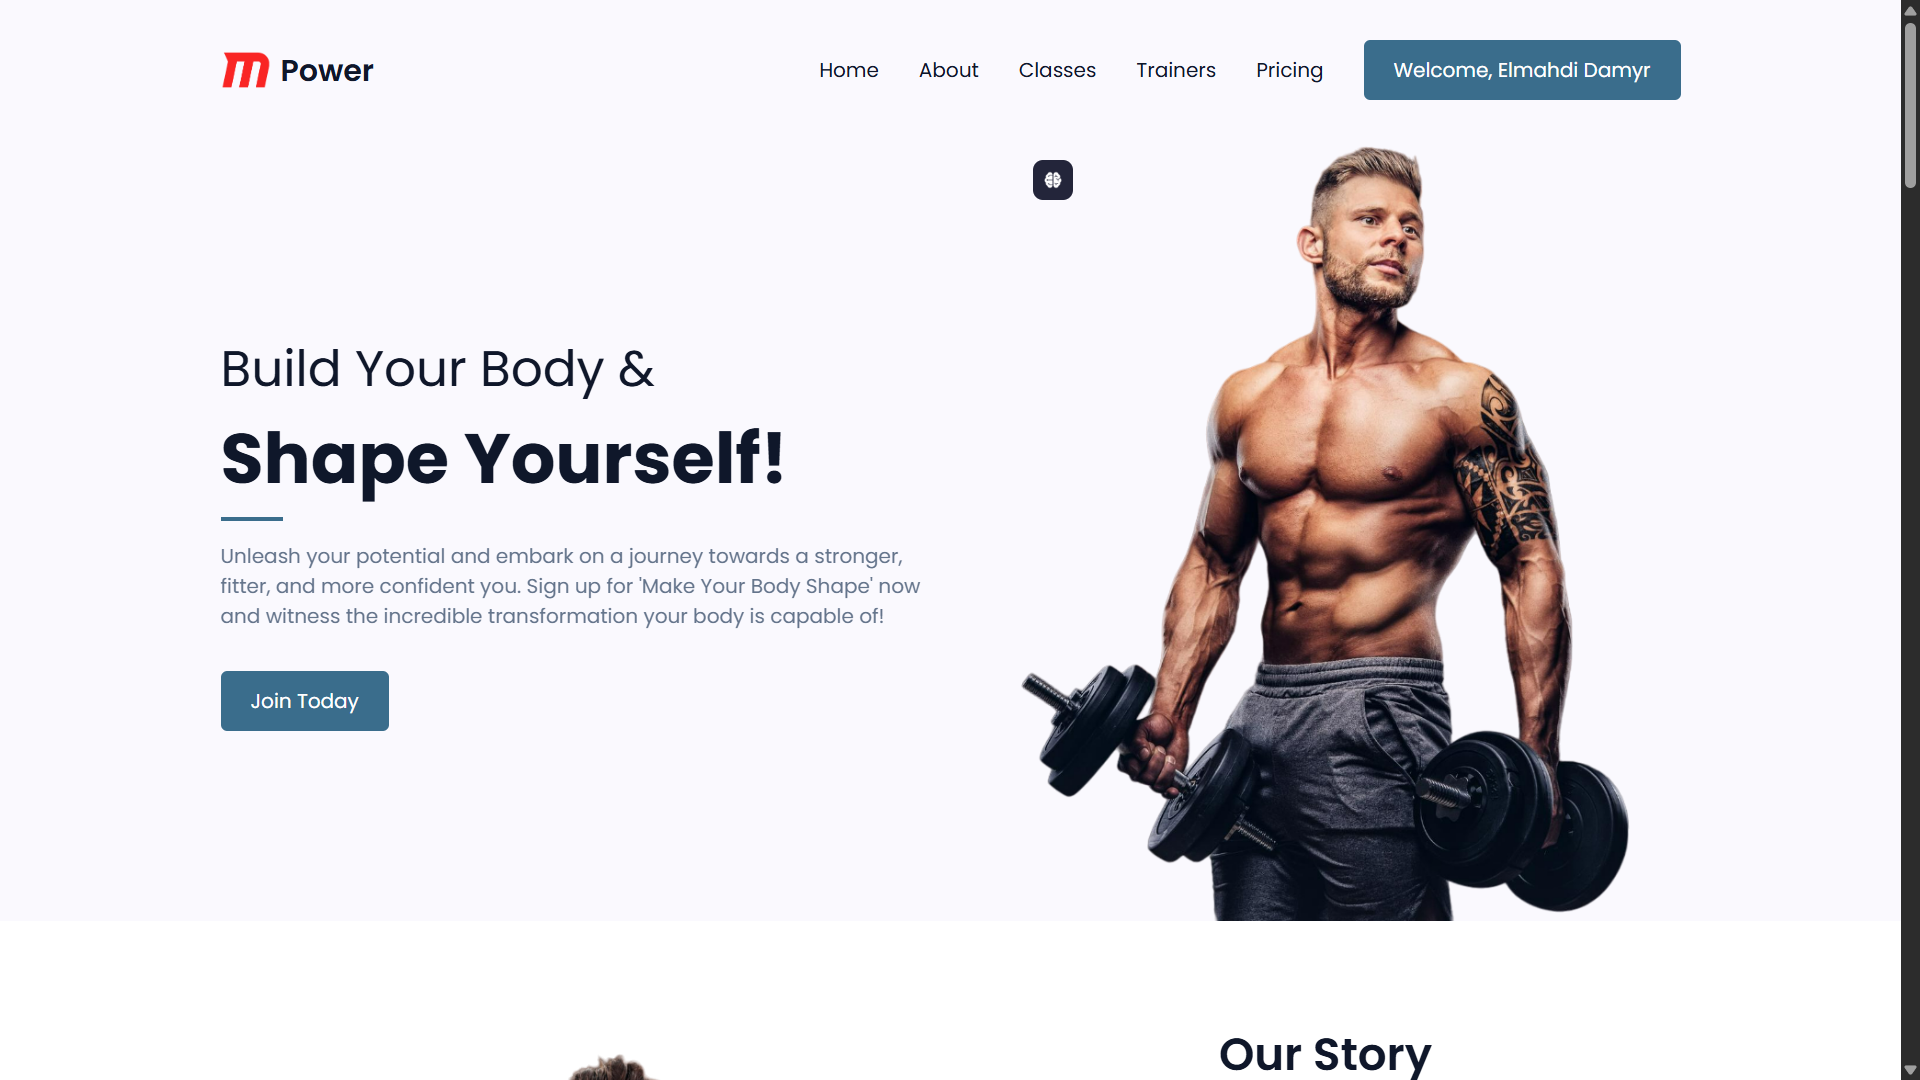 m Power
Home
About
Classes
Trainers
Pricing
Welcome, Elmahdi Damyr
Build Your Body &
Shape Yourself!
Unleash your potential and embark on a journey towards a stronger,
fitter, and more confident you. Sign up for 'Make Your Body Shape' now
and witness the incredible transformation your body is capable of!
Join Today
Our Story